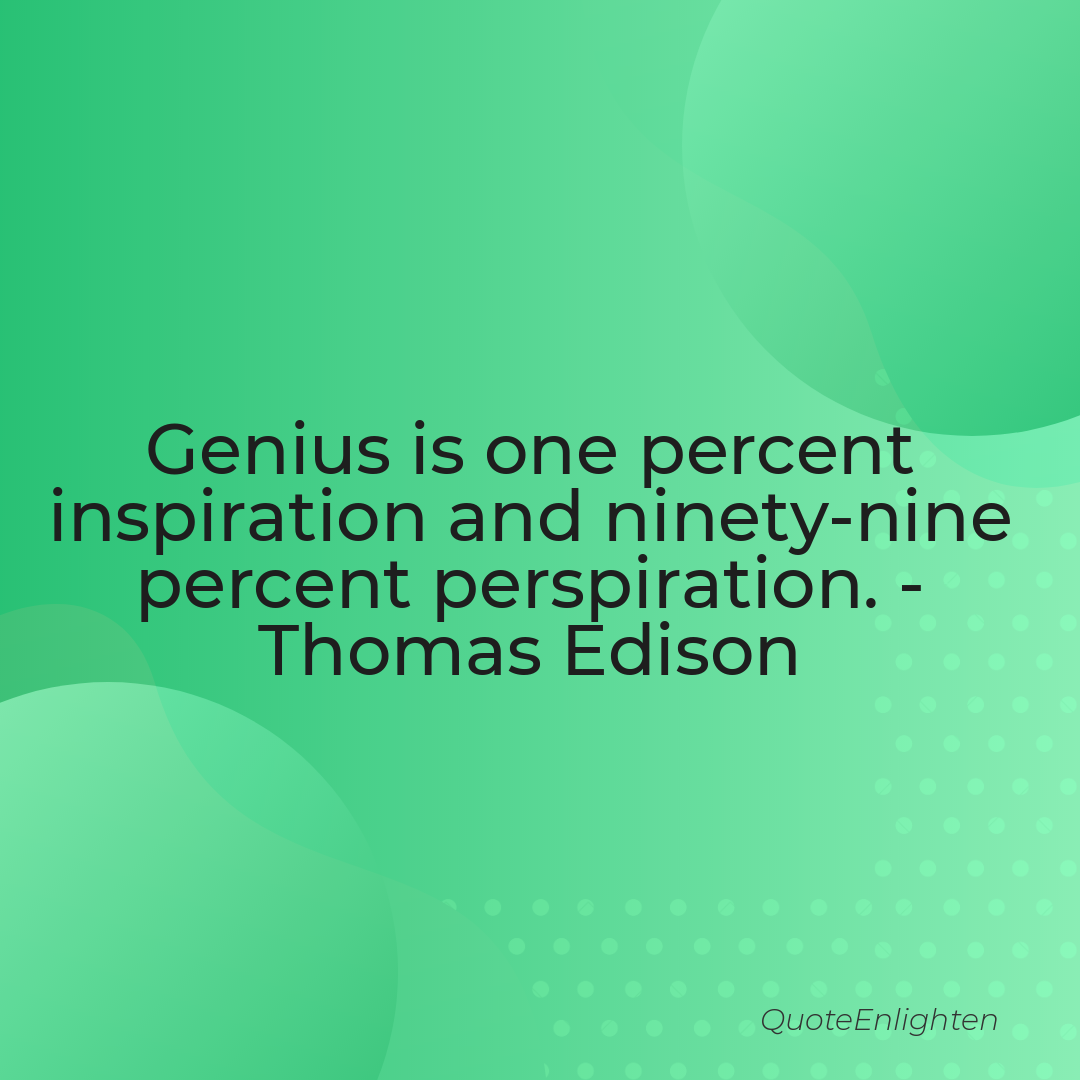 Genius is one percent
inspiration and ninety-nine
percent perspiration. -
Thomas Edison
QuoteEnlighten